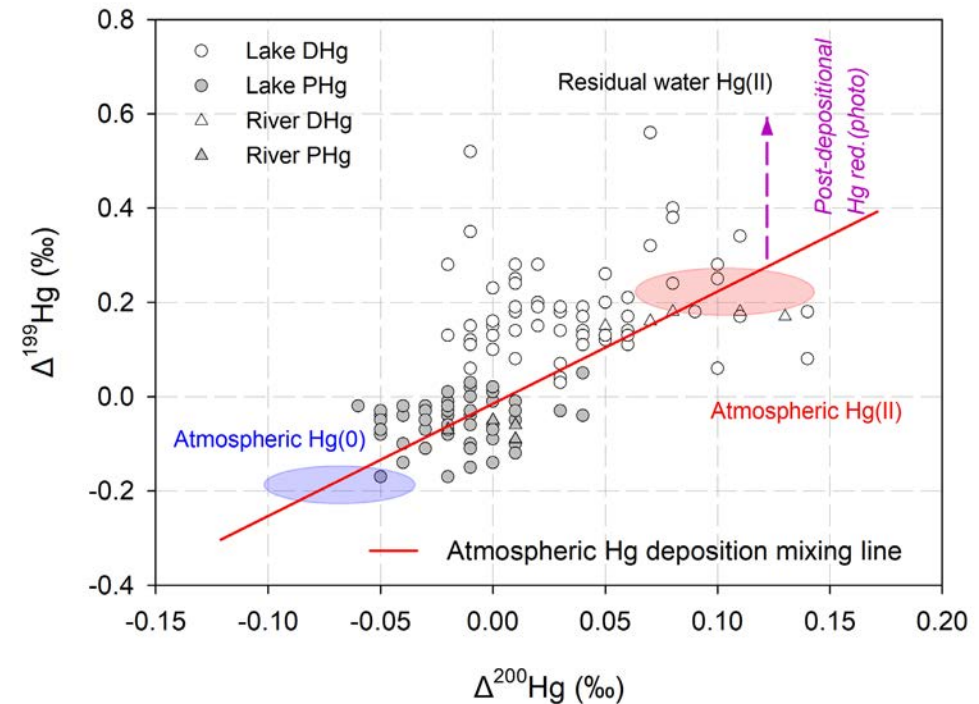 0.8
0.6
0.4
0.2
0.0
-0.2
-0.4
Δ199Hg (‰)
Lake DHg
Lake PHg
River DHg
River PHg
Residual water Hg(II)
Post-depositional
Hg red.(photo)
Atmospheric Hg(0)
Atmospheric Hg(II)
Atmospheric Hg deposition mixing line
-0.15 -0.10 -0.05 0.00 0.05 0.10 0.15 0.20
Δ200Hg (‰)